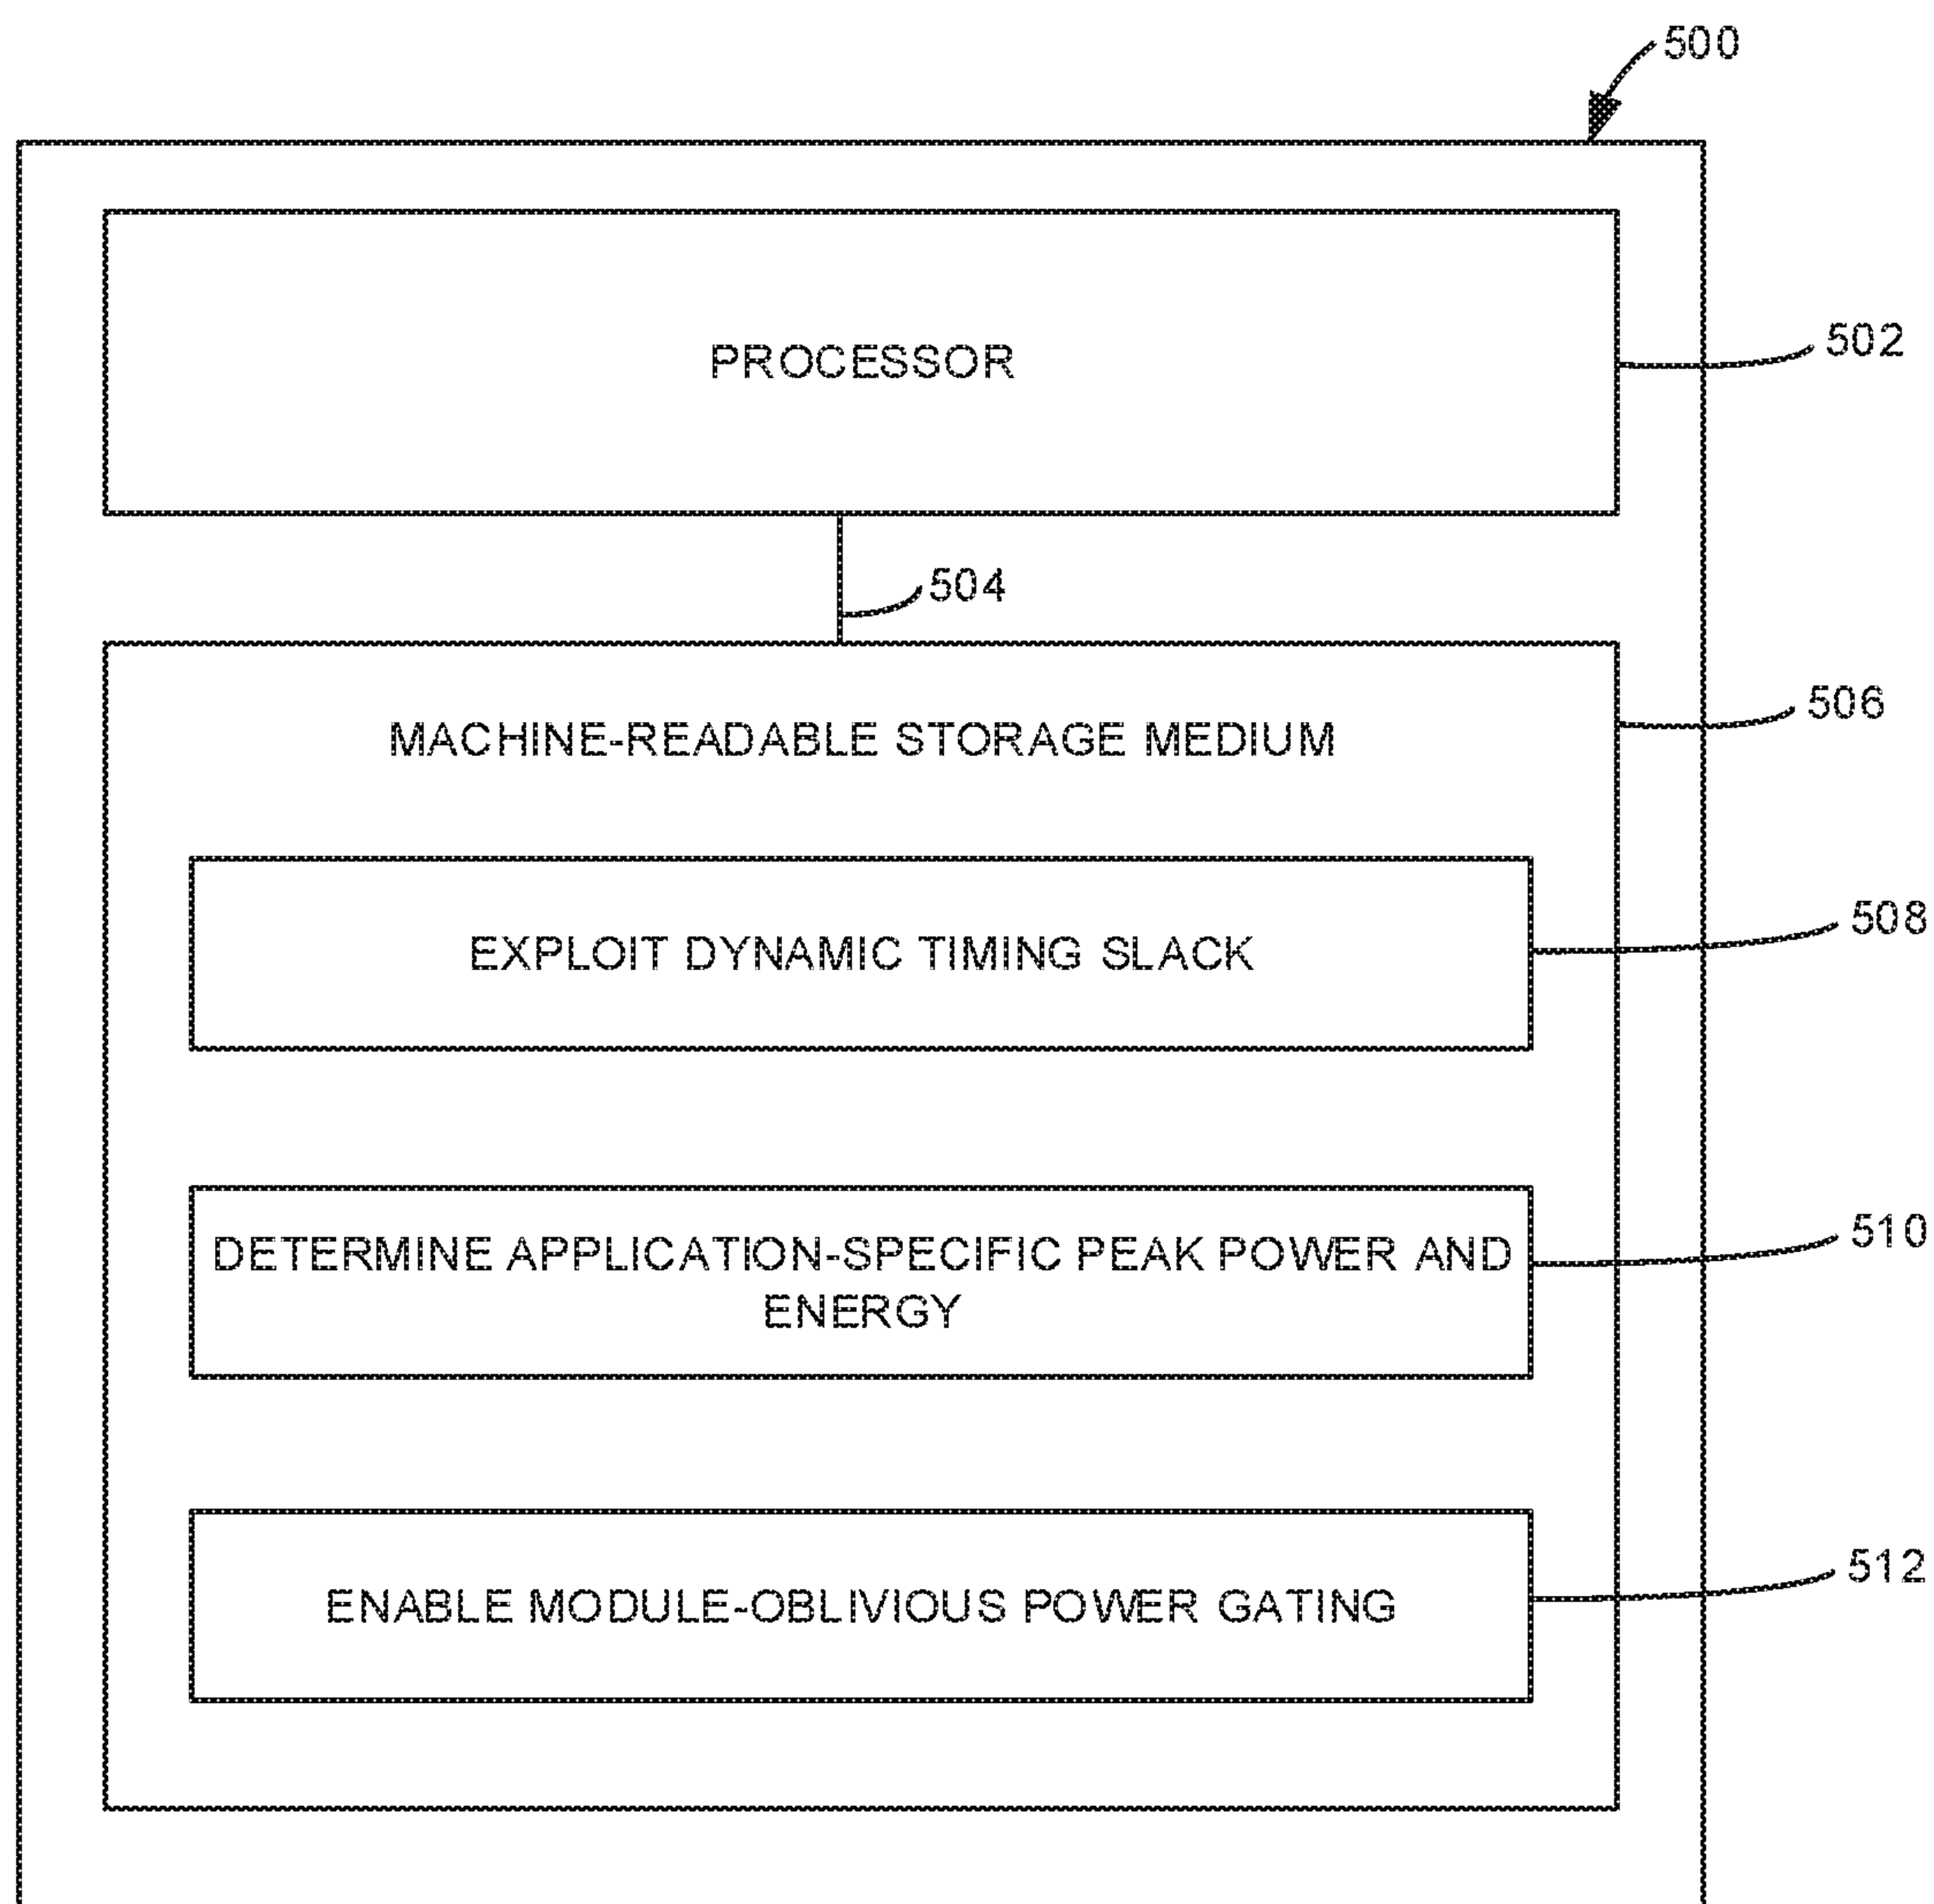 500
PROCESSOR
502
504
MACHINE-READABLE STORAGE MEDIUM
506
EXPLOIT DYNAMIC TIMING SLACK
508
DETERMINE APPLICATION-SPECIFIC PEAK POWER AND
ENERGY
510
ENABLE MODULE-OBLIVIOUS POWER GATING
512